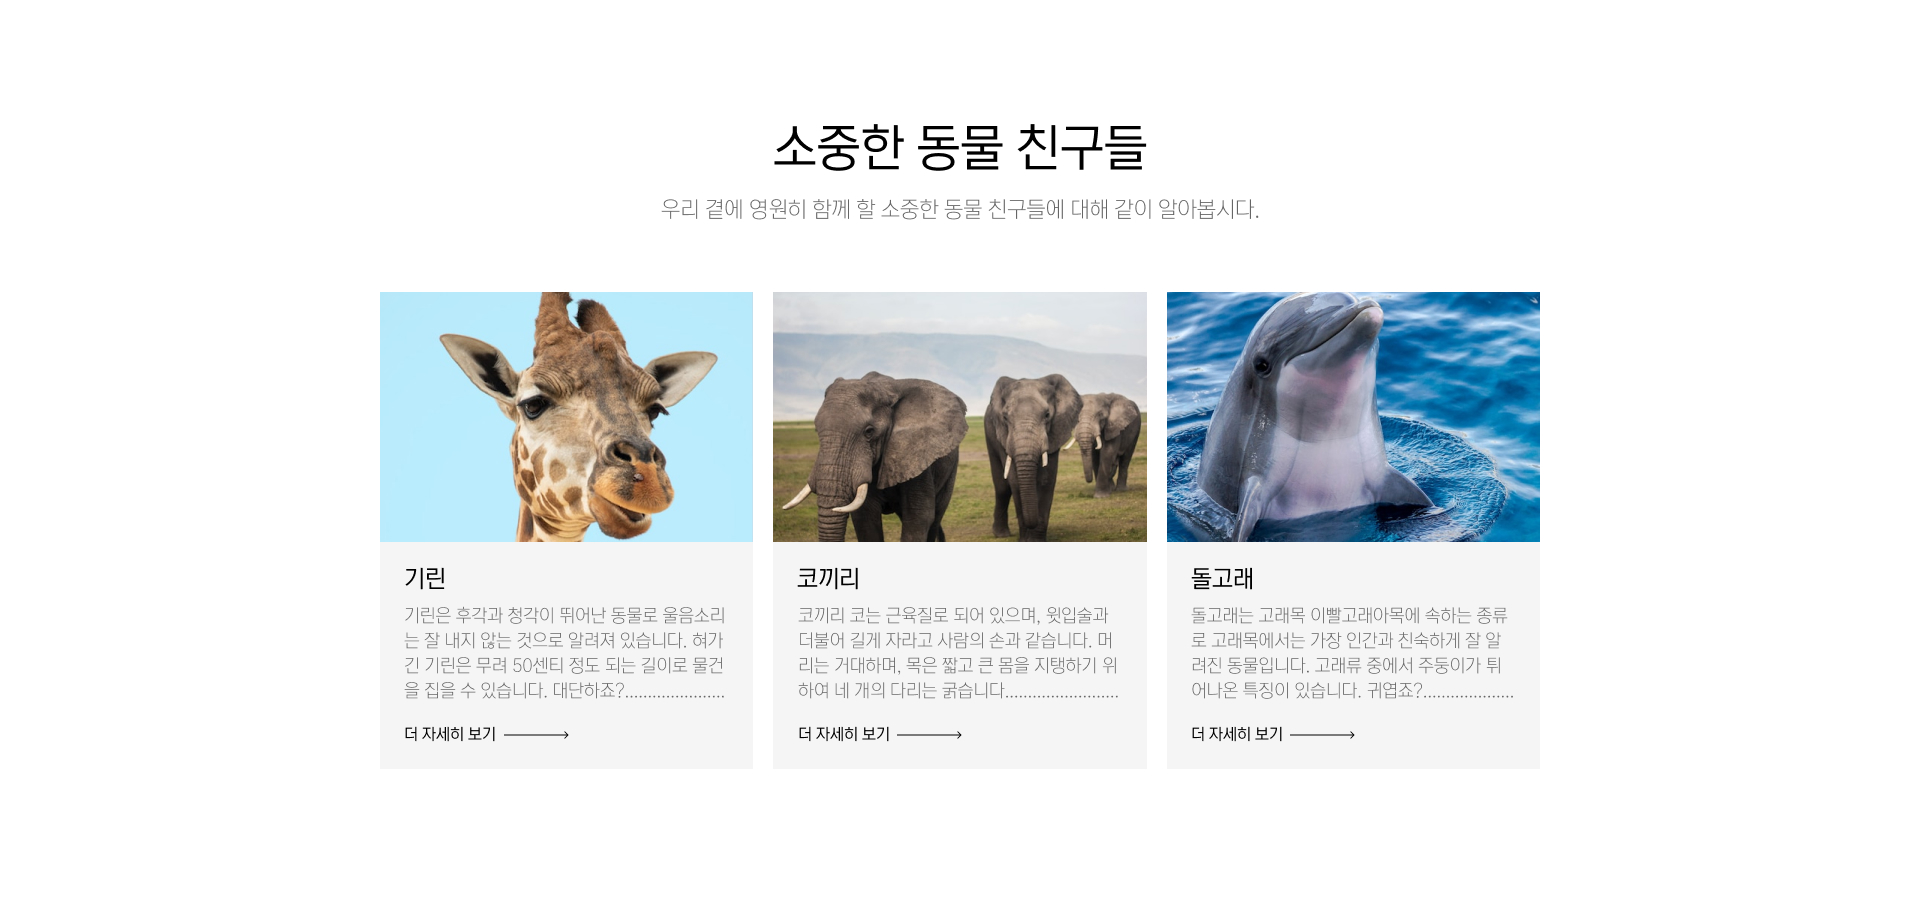 소중한 동물 친구들
우리 곁에 영원히 함께 할 소중한 동물 친구들에 대해 같이 알아봅시다.
기린
기린은 후각과 청각이 뛰어난 동물로 울음소리
는 잘 내지 않는 것으로 알려져 있습니다. 혀가
긴 기린은 무려 50센티 정도 되는 길이로 물건
을 집을 수 있습니다. 대단하죠?......................
더 자세히 보기
코끼리
코끼리 코는 근육질로 되어 있으며, 윗입술과
더불어 길게 자라고 사람의 손과 같습니다. 머
리는 거대하며, 목은 짧고 큰 몸을 지탱하기 위
하여 네 개의 다리는 굵습니다.........................
더 자세히 보기
돌고래
돌고래는 고래목 이빨고래아목에 속하는 종류
로 고래목에서는 가장 인간과 친숙하게 잘 알
려진 동물입니다. 고래류 중에서 주둥이가 튀
어나온 특징이 있습니다. 귀엽죠?....................
더 자세히 보기